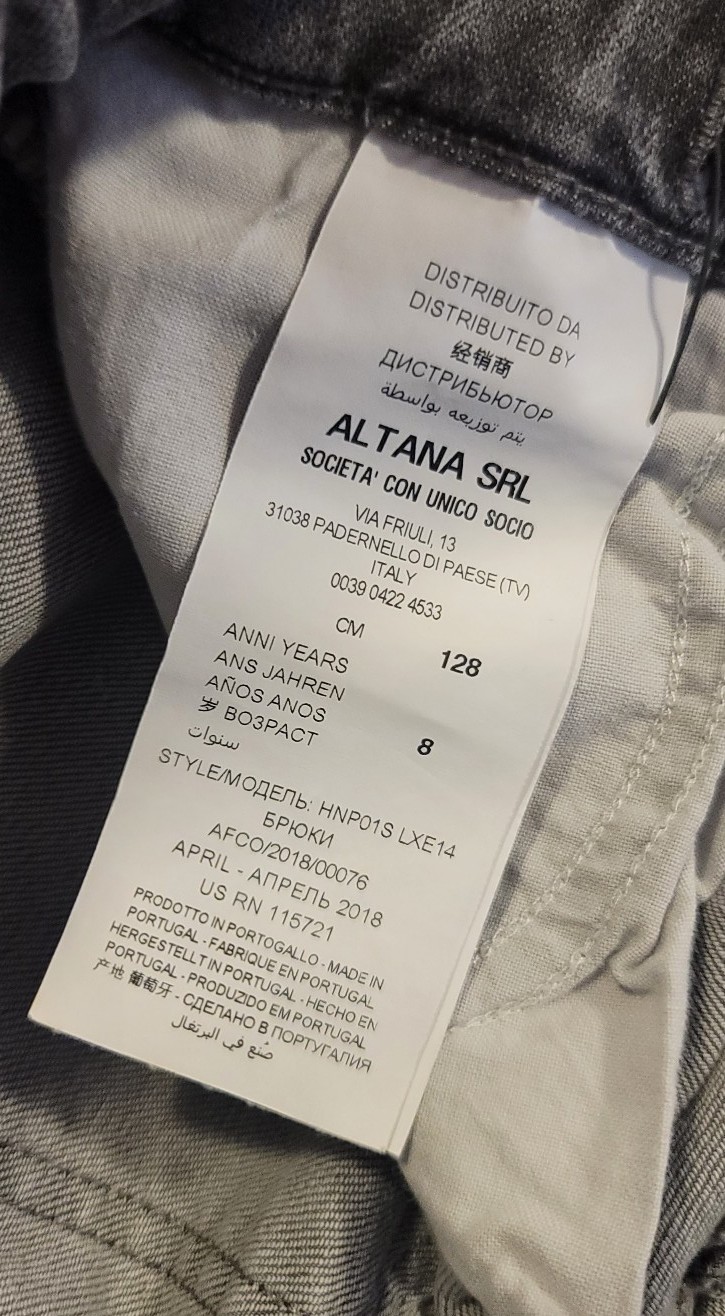 DISTRIBUITO DA
DISTRIBUTED BY
经销商
ДИСТРИБЬЮТОР
يتم توزيعه بواسطة
ALTANA SRL
SOCIETA' CON UNICO SOCIO
VIA FRIULI, 13
31038 PADERNELLO DI PAESE (TV)
ITALY
0039 0422 4533
CM 128
ANNI YEARS
ANS JAHREN
AÑOS ANOS
岁 ВОЗРАСТ 8
سنوات
STYLE/МОДЕЛЬ: HNP01S LXE14
БРЮКИ
AFCO/2018/00076
APRIL - АПРЕЛЬ 2018
US RN 115721
PRODOTTO IN PORTOGALLO - MADE IN
PORTUGAL - FABRIQUE EN PORTUGAL
HERGESTELLT IN PORTUGAL - HECHO EN
PORTUGAL - PRODUZIDO EM PORTUGAL
产地 葡萄牙 - СДЕЛАНО В ПОРТУГАЛИЯ
صُنع في البرتغال